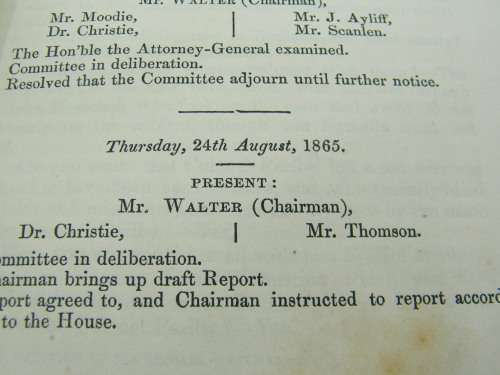 Mr. WALTER (Chairman),
Mr. Moodie, | Mr. J. Ayliff,
Dr. Christie, | Mr. Scanlen.
The Hon'ble the Attorney-General examined.
Committee in deliberation.
Resolved that the Committee adjourn until further notice.
Thursday, 24th August, 1865.
PRESENT:
Mr. WALTER (Chairman),
Dr. Christie, | Mr. Thomson.
ommittee in deliberation.
hairman brings up draft Report.
port agreed to, and Chairman instructed to report accord
to the House.